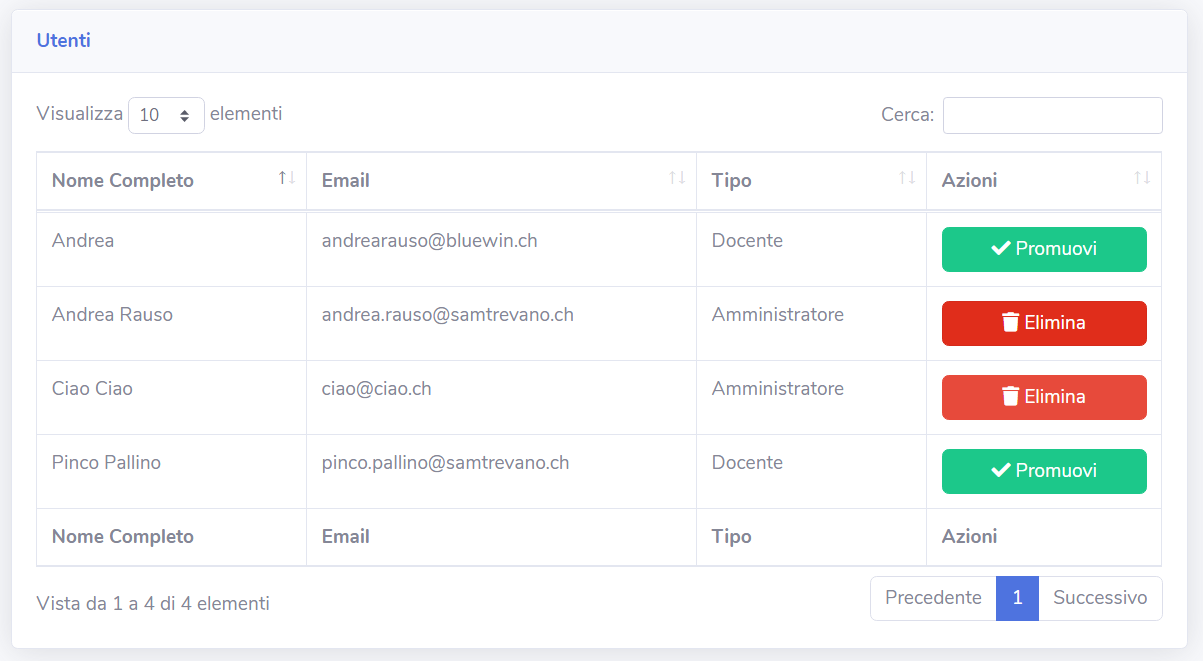 Utenti
Visualizza 10 elementi Cerca:
Nome Completo Email Tipo Azioni
Andrea andrearauso@bluewin.ch Docente Promuovi
Andrea Rauso andrea.rauso@samtrevano.ch Amministratore Elimina
Ciao Ciao ciao@ciao.ch Amministratore Elimina
Pinco Pallino pinco.pallino@samtrevano.ch Docente Promuovi
Nome Completo Email Tipo Azioni
Vista da 1 a 4 di 4 elementi Precedente 1 Successivo